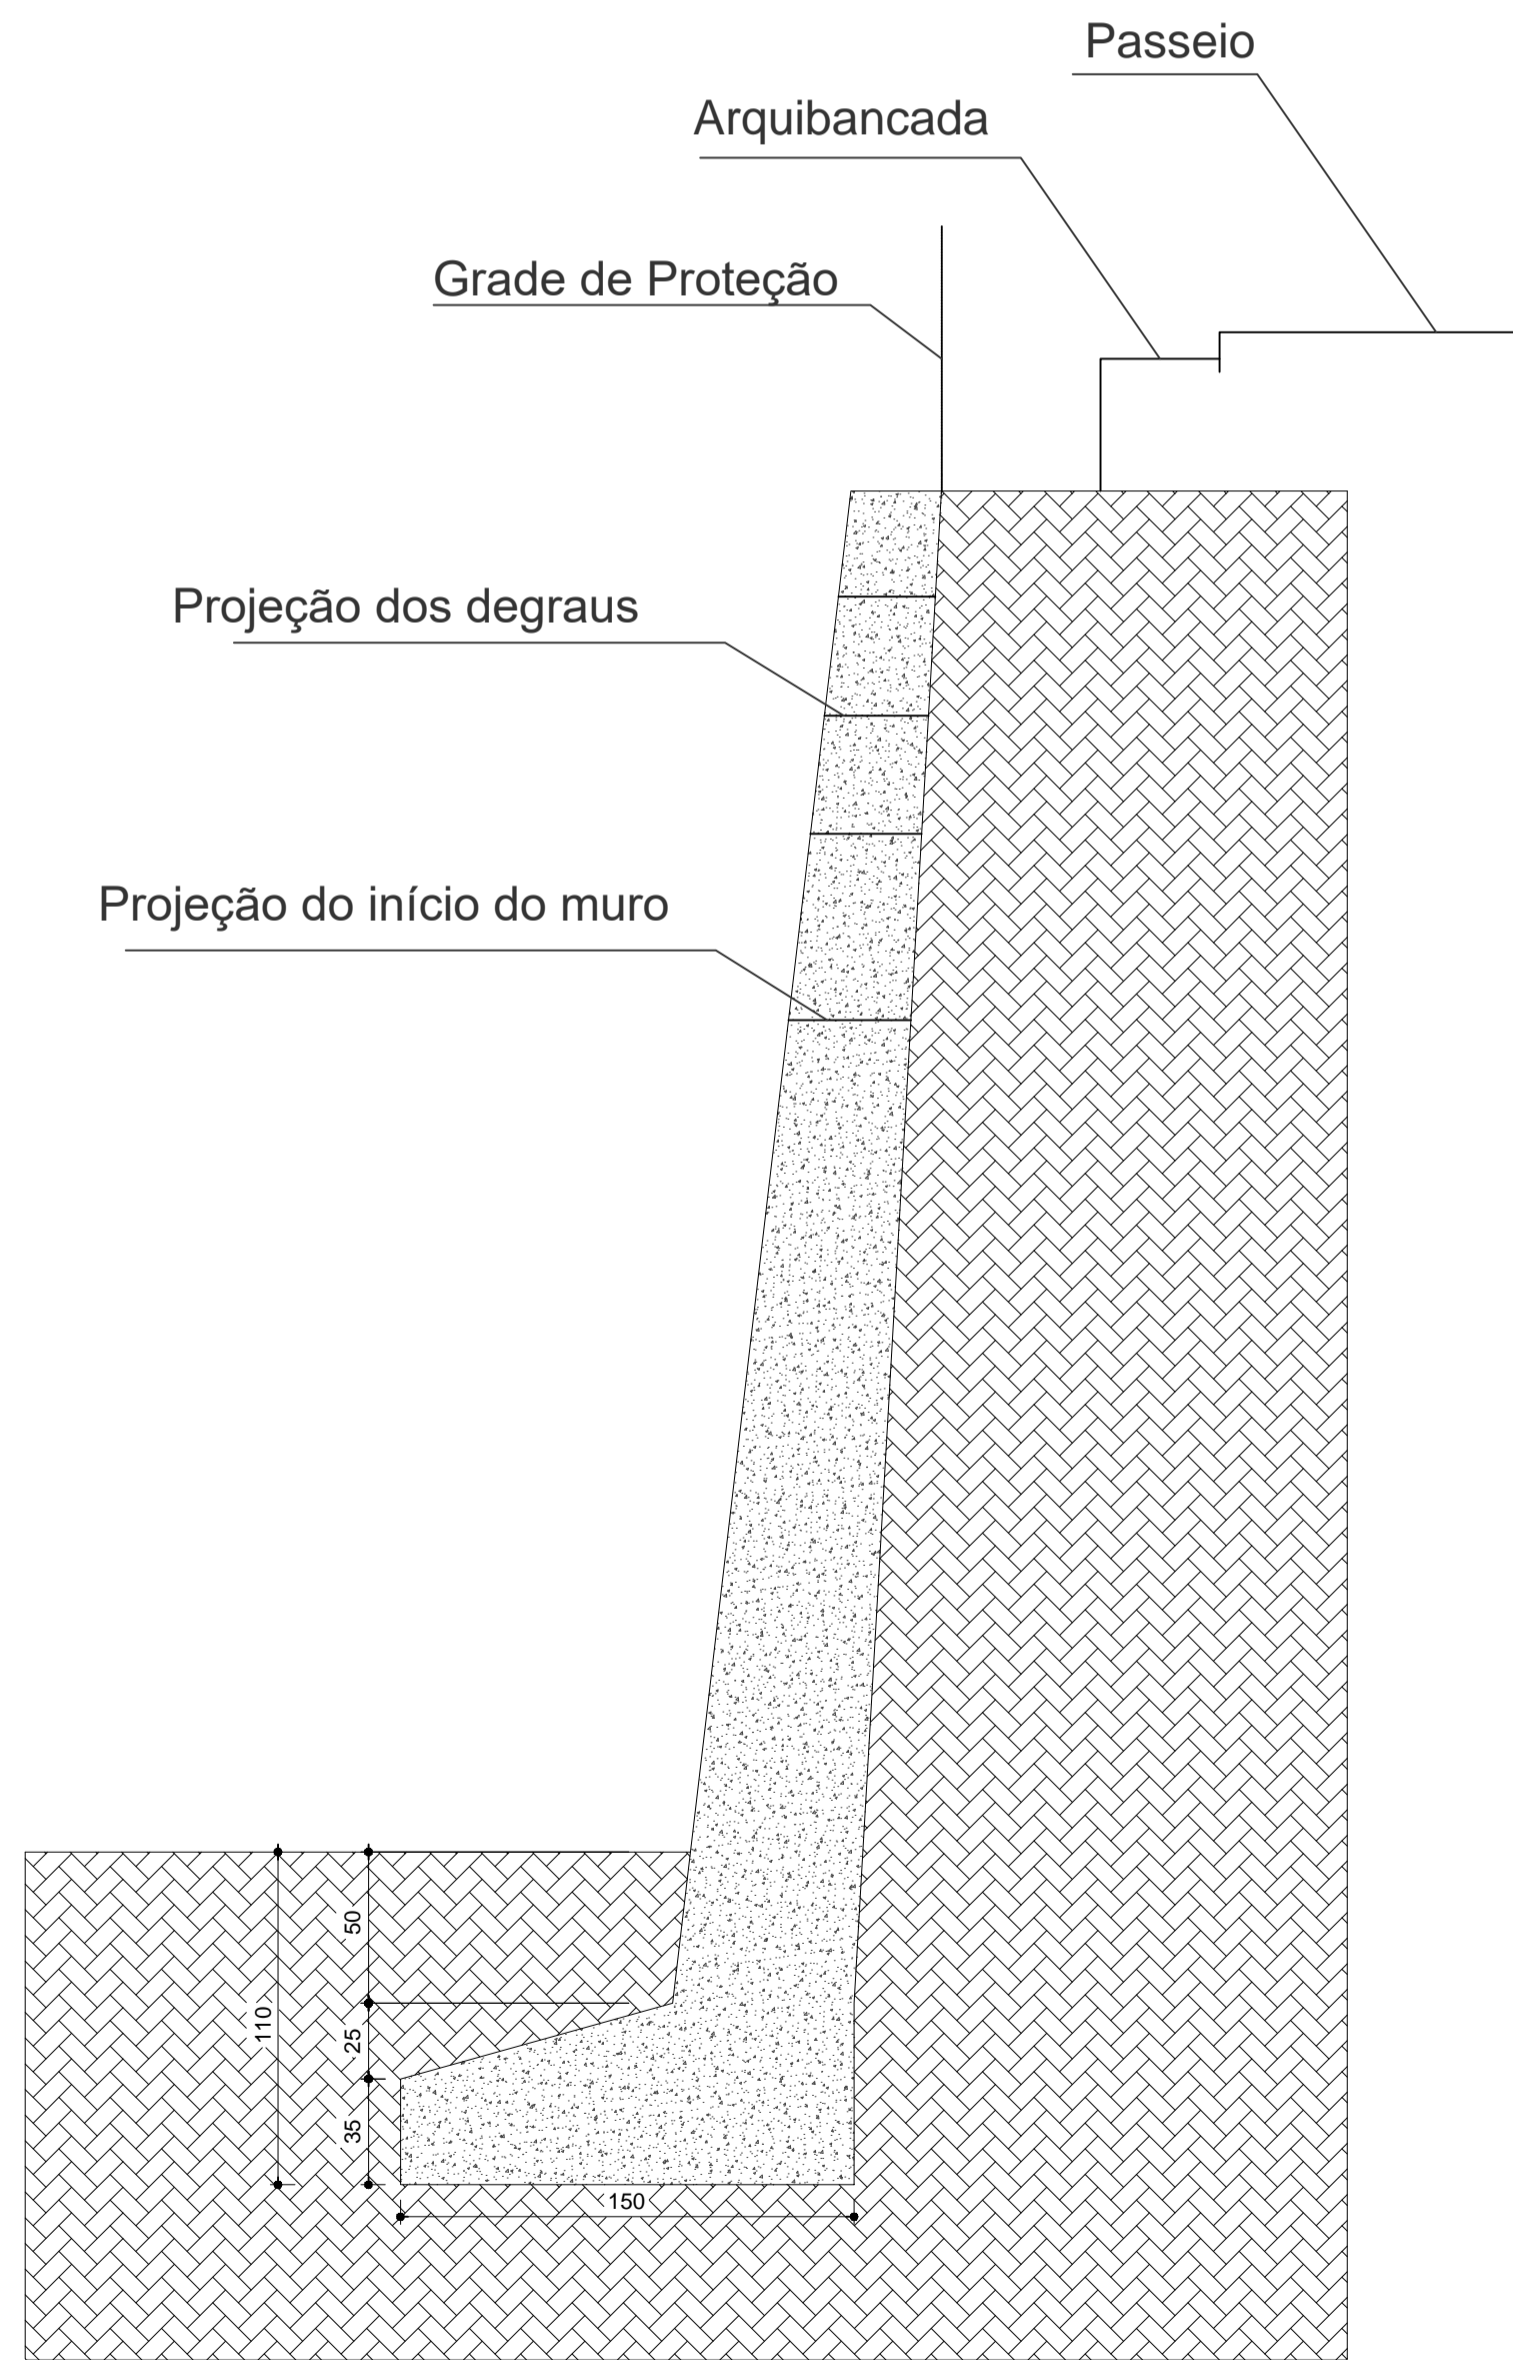 Passeio
Arquibancada
Grade de Proteção
Projeção dos degraus
Projeção do início do muro
50
110
25
35
150